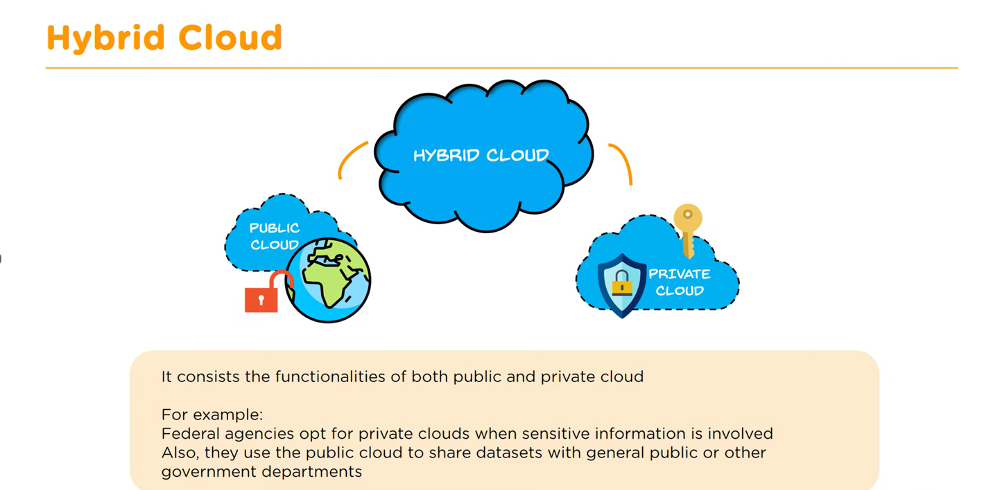 Hybrid Cloud
HYBRID CLOUD
PUBLIC
CLOUD
PRIVATE
CLOUD
It consists the functionalities of both public and private cloud
For example:
Federal agencies opt for private clouds when sensitive information is involved
Also, they use the public cloud to share datasets with general public or other
government departments